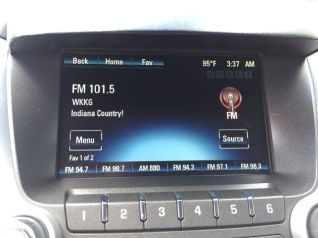 Back Home Fav 95°F 3:37 AM
FM 101.5
WKKG
Indiana Country!
FM
Menu Source
Fav 1 of 2
FM 94.7 FM 98.7 AM 880 FM 94.3 FM 97.1 FM 98.3
1 2 3 4 5 6